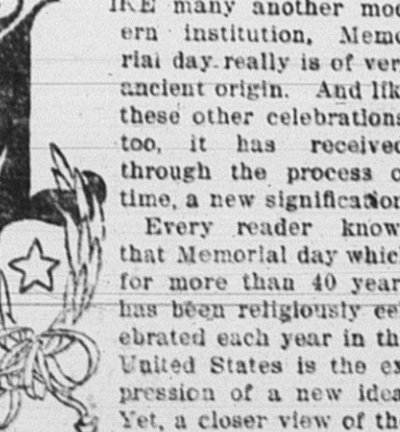 IKE many another mod
ern institution, Memo
rial day really is of ver
ancient origin. And lik
these other celebrations
too, it has received
through the process o
time, a new signification
Every reader know
that Memorial day whic
for more than 40 year
has been religiously cel
ebrated each year in th
United States is the ex
pression of a new idea
Yet, a closer view of th